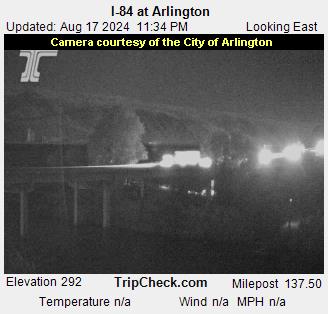 I-84 at Arlington
Updated: Aug 17 2024 11:34 PM Looking East
Camera courtesy of the City of Arlington
Elevation 292 TripCheck.com Milepost 137.50
Temperature n/a Wind n/a MPH n/a